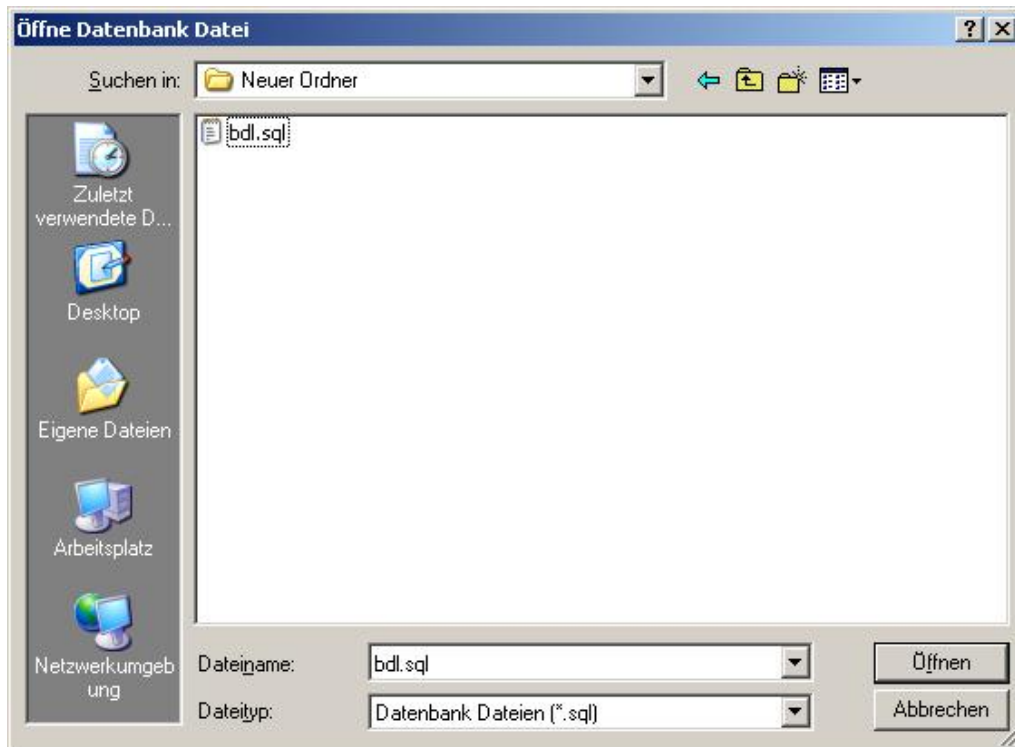 Öffne Datenbank Datei
Suchen in:
Neuer Ordner
bdl.sql
Zuletzt
verwendete D...
Desktop
Eigene Dateien
Arbeitsplatz
Netzwerkumgeb
ung
Dateiname:
bdl.sql
Öffnen
Dateityp:
Datenbank Dateien (*.sql)
Abbrechen